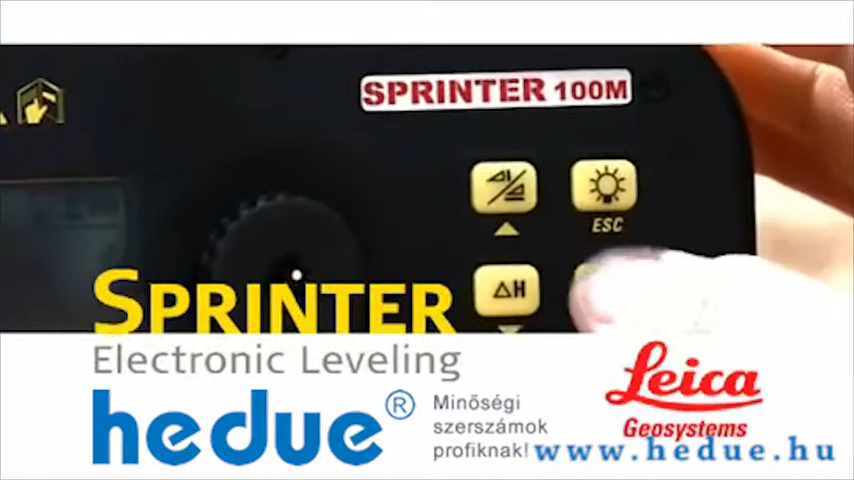 SPRINTER 100M
ESC
ΔH
SPRINTER
Electronic Leveling
hedue®
Minőségi
szerszámok
profiknak!
Leica
Geosystems
www.hedue.hu